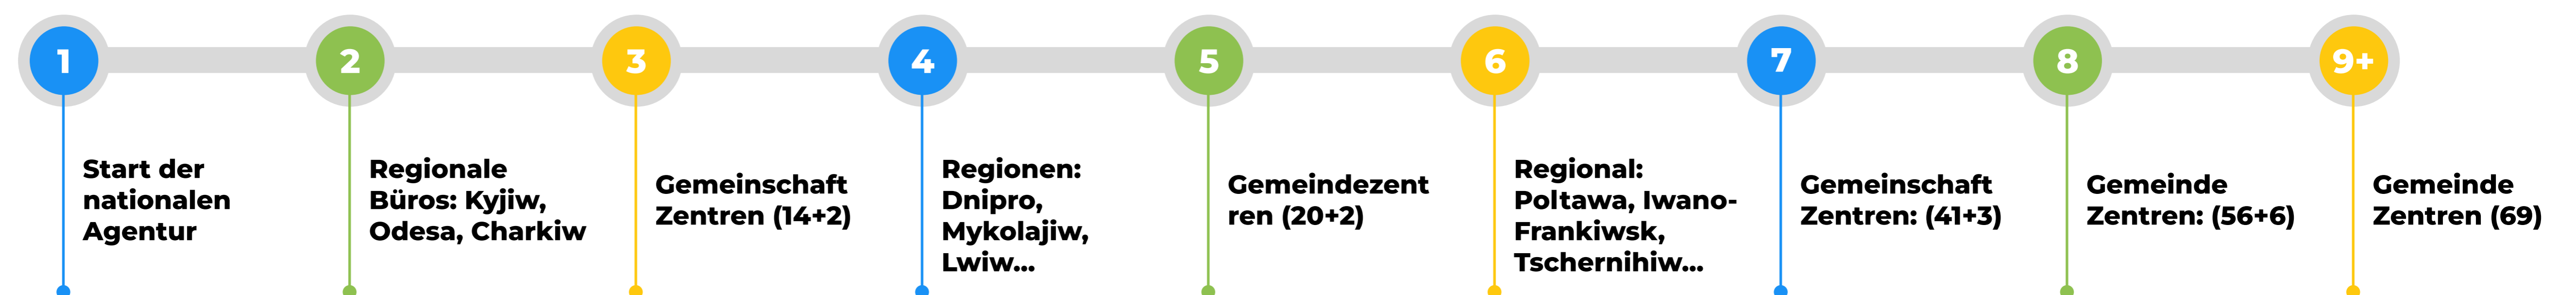 1
2
3
4
5
6
7
8
9+
Start der
nationalen
Agentur
Regionale
Büros: Kyjiw,
Odesa, Charkiw
Gemeinschaft
Zentren (14+2)
Regionen:
Dnipro,
Mykolajiw,
Lwiw...
Gemeindezent
ren (20+2)
Regional:
Poltawa, Iwano-
Frankiwsk,
Tschernihiw...
Gemeinschaft
Zentren: (41+3)
Gemeinde
Zentren: (56+6)
Gemeinde
Zentren (69)